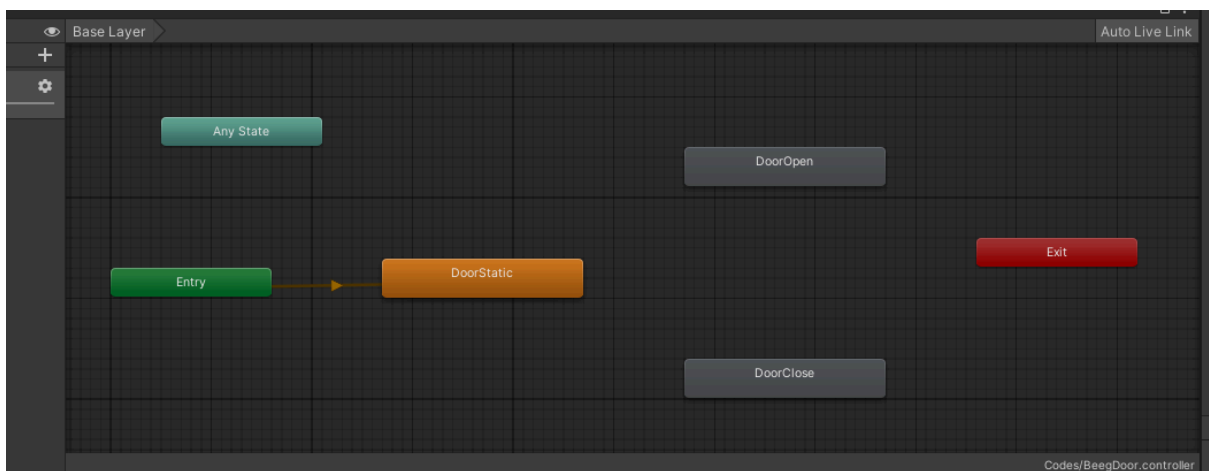 Base Layer
Auto Live Link
Any State
DoorOpen
Exit
DoorStatic
Entry
DoorClose
Codes/BeegDoor.controller